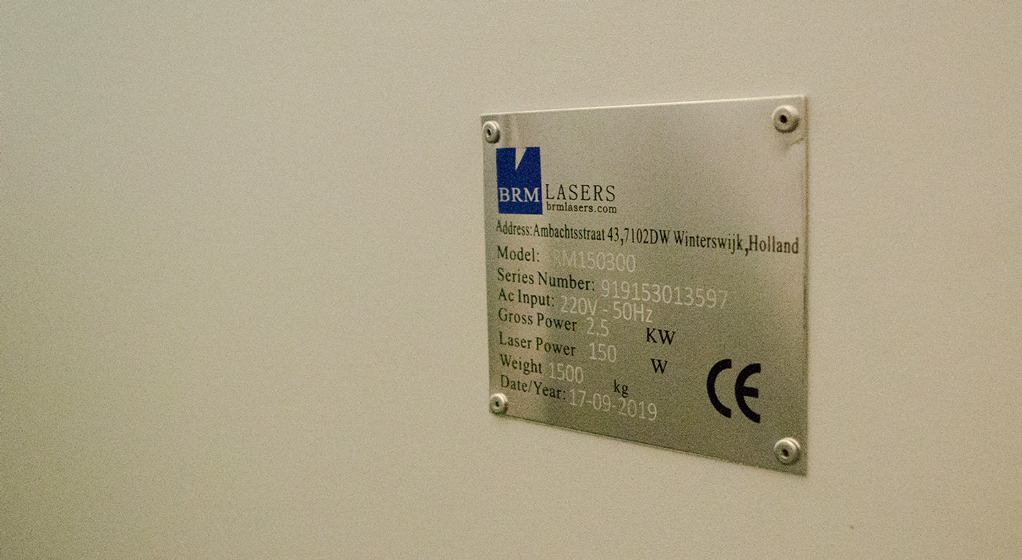 BRM LASERS
brmlasers.com
Address:Ambachtsstraat 43,7102DW Winterswijk,Holland
Model: BRM150300
Series Number: 919153013597
Ac Input: 220V - 50Hz
Gross Power 2.5 KW
Laser Power 150 W
Weight 1500 kg
Date/Year: 17-09-2019
CE